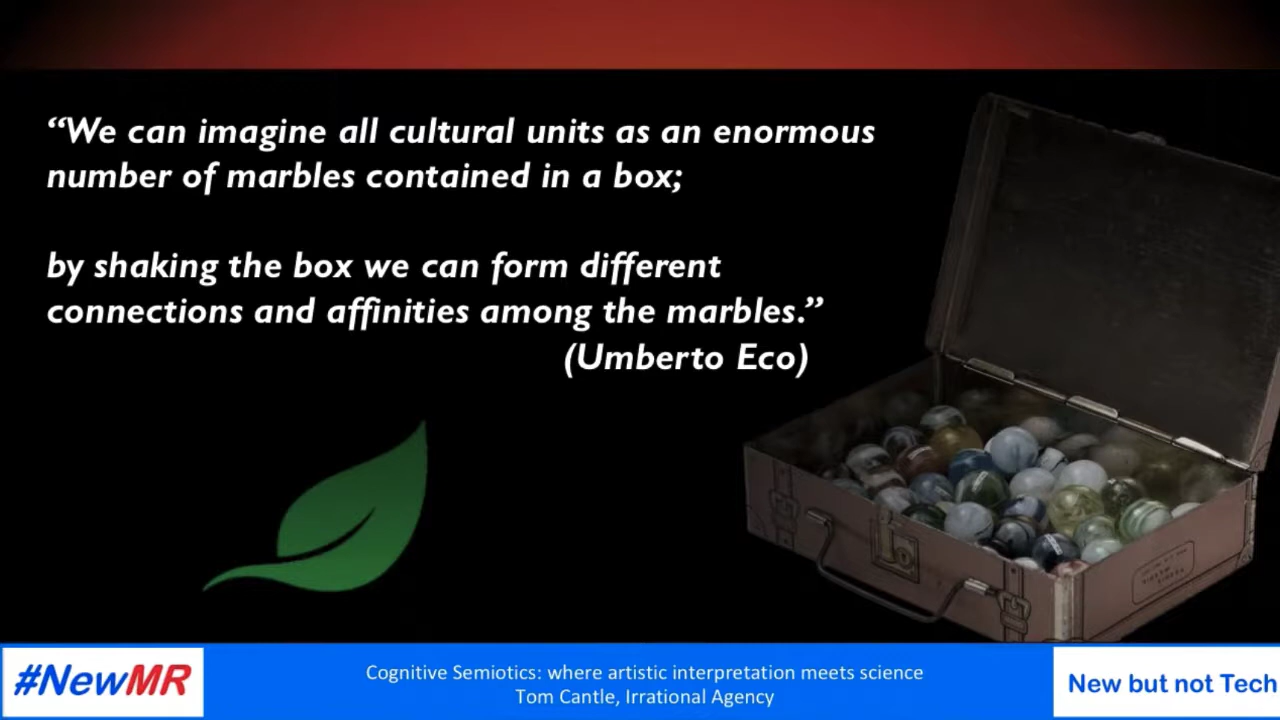 “We can imagine all cultural units as an enormous
number of marbles contained in a box;
by shaking the box we can form different
connections and affinities among the marbles.”
(Umberto Eco)
#NewMR
Cognitive Semiotics: where artistic interpretation meets science
Tom Cantle, Irrational Agency
New but not Tech